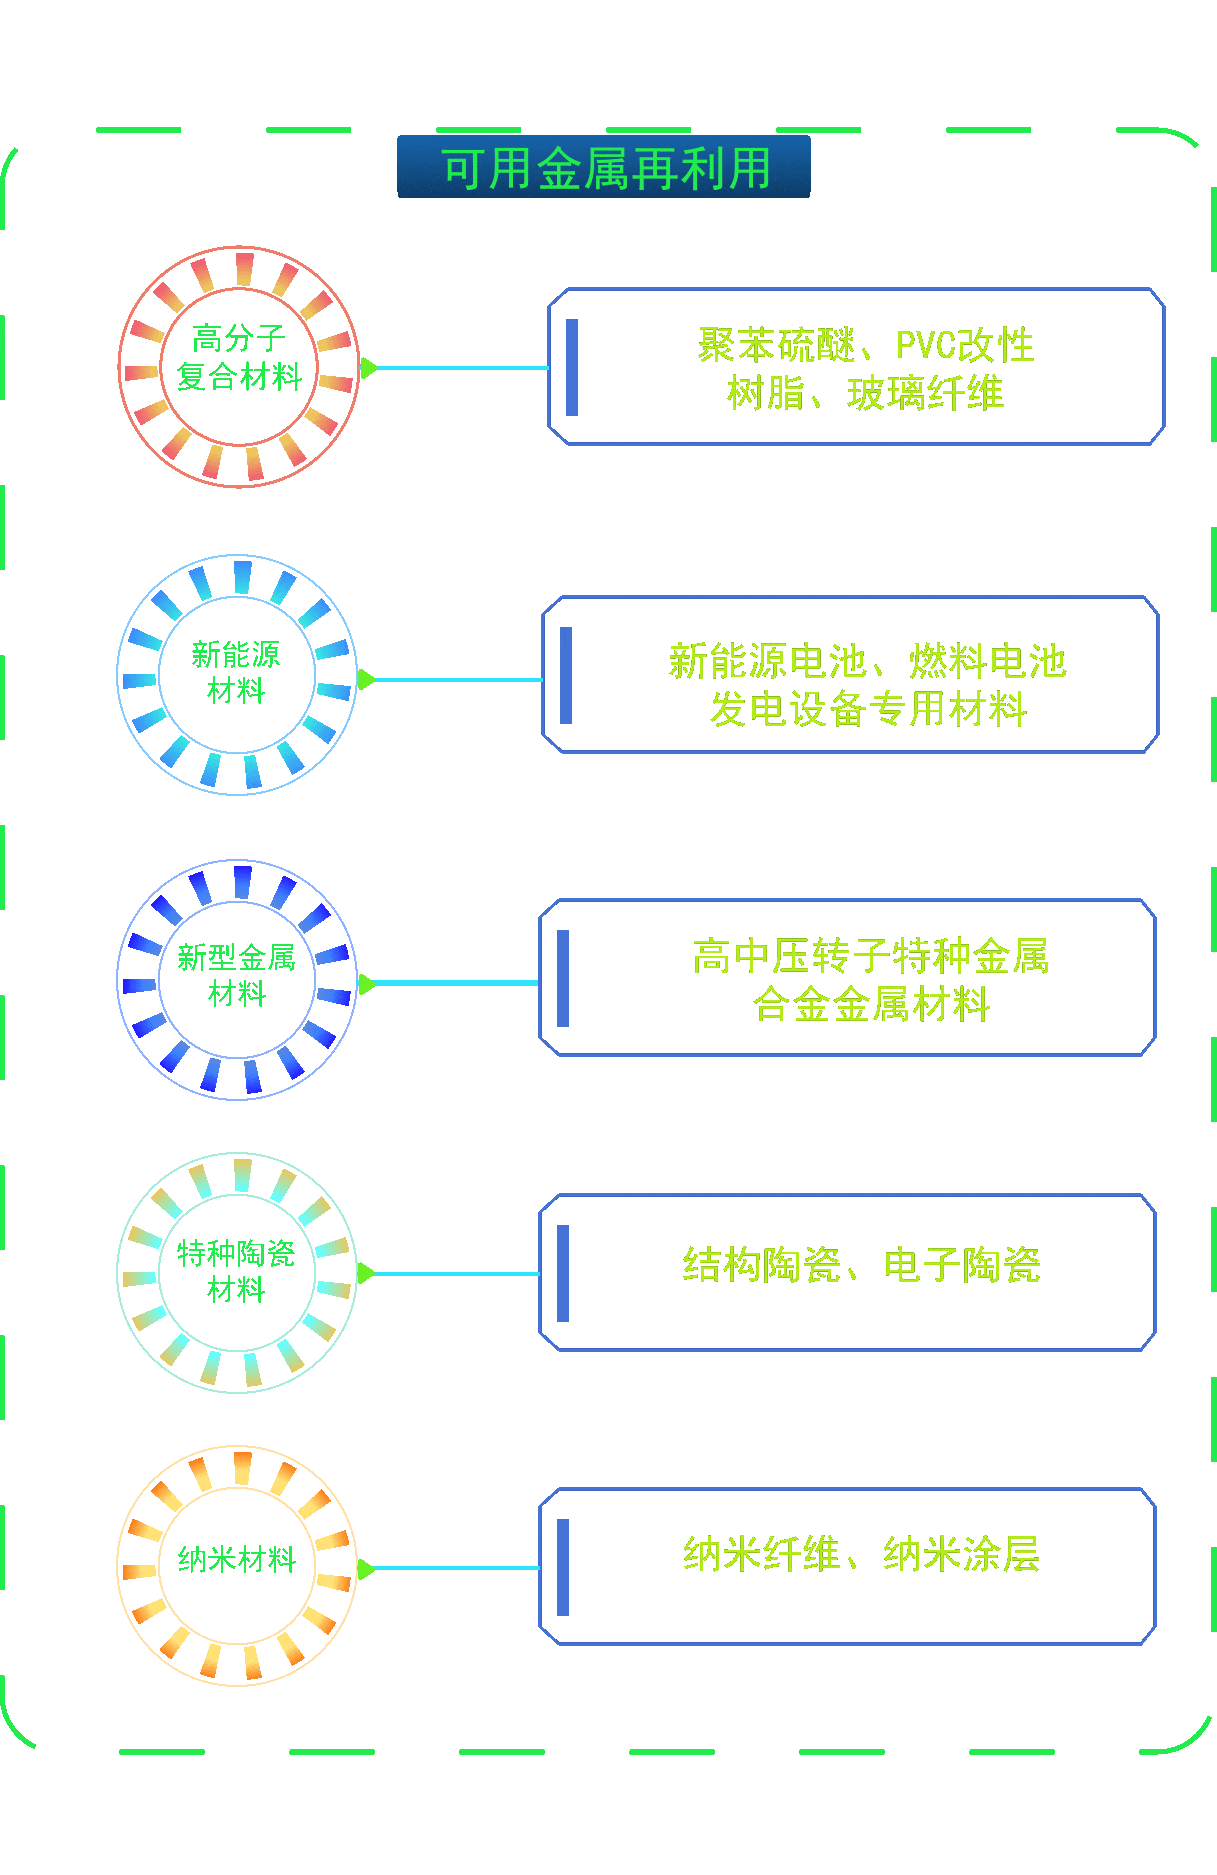 可用金属再利用
高分子
复合材料
聚苯硫醚、PVC改性
树脂、玻璃纤维
新能源
材料
新能源电池、燃料电池
发电设备专用材料
新型金属
材料
高中压转子特种金属
合金金属材料
特种陶瓷
材料
结构陶瓷、电子陶瓷
纳米材料
纳米纤维、纳米涂层